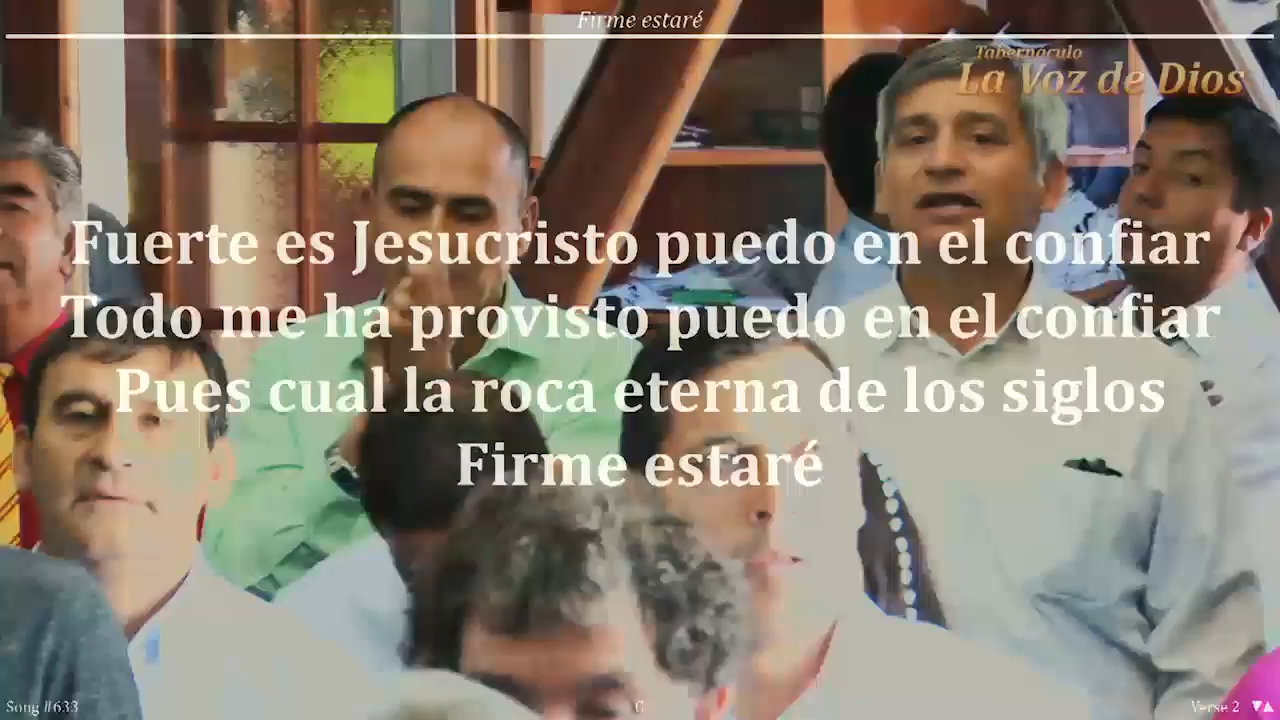 Firme estaré
Tabernáculo
La Voz de Dios
Fuerte es Jesucristo puedo en el confiar
Todo me ha provisto puedo en el confiar
Pues cual la roca eterna de los siglos
Firme estaré
Song #633
G
Verse 2 ▼▲